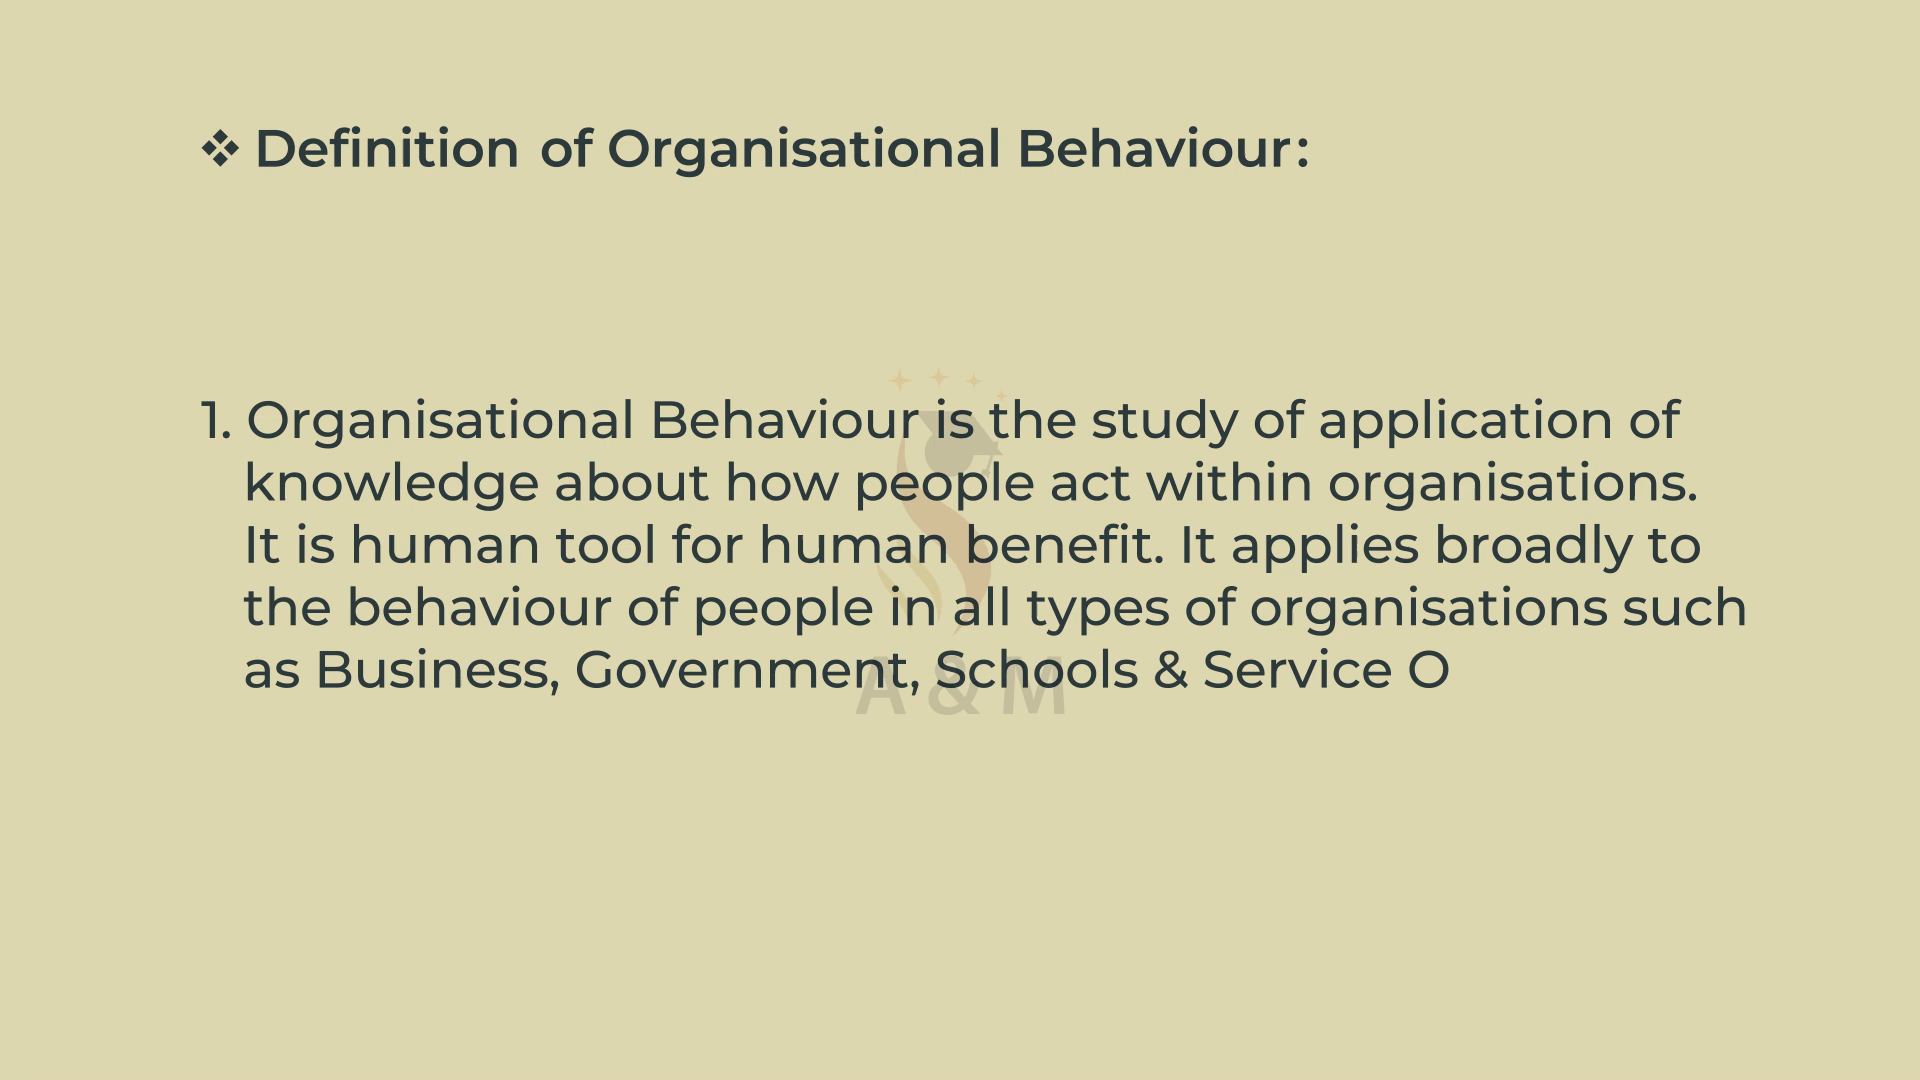 ❖ Definition of Organisational Behaviour:
1. Organisational Behaviour is the study of application of
knowledge about how people act within organisations.
It is human tool for human benefit. It applies broadly to
the behaviour of people in all types of organisations such
as Business, Government, Schools & Service O
A & M